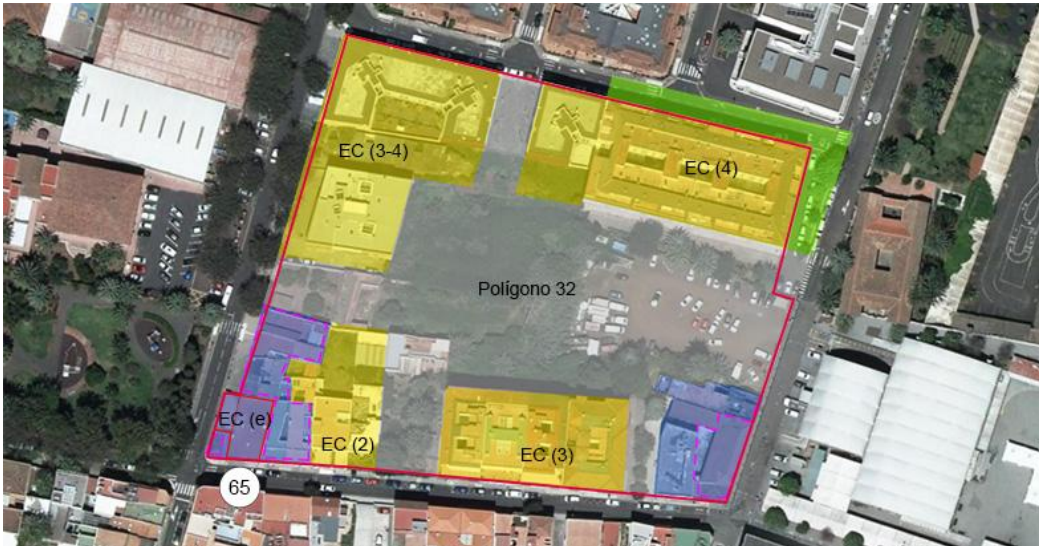 EC (3-4)
EC (4)
Polígono 32
EC (e)
EC (2)
EC (3)
65